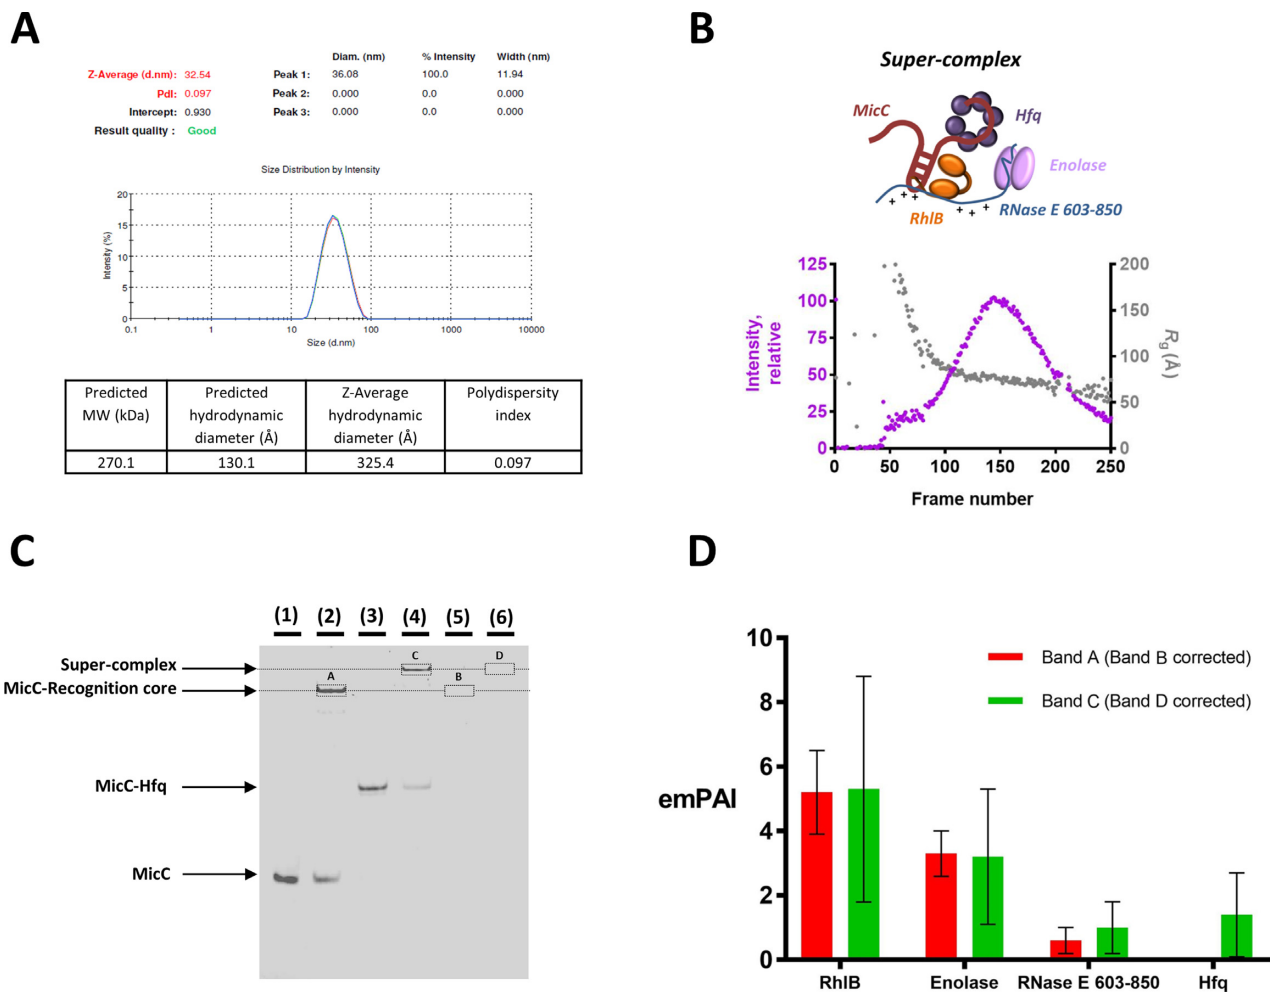 A
Diam. (nm) % Intensity Width (nm)
Z-Average (d.nm): 32.54 Peak 1: 36.08 100.0 11.94
PdI: 0.097 Peak 2: 0.000 0.0 0.000
Intercept: 0.930 Peak 3: 0.000 0.0 0.000
Result quality : Good
Size Distribution by Intensity
Intensity (%)
20
15
10
5
0
0.1 1 10 100 1000 10000
Size (d.nm)
Predicted MW (kDa) Predicted hydrodynamic diameter (Å) Z-Average hydrodynamic diameter (Å) Polydispersity index
270.1 130.1 325.4 0.097
B
Super-complex
MicC
Hfq
Enolase
RhlB
RNase E 603-850
+ + +
+ + +
Intensity, relative
125
100
75
50
25
0
200
150
100
50
0
Rg (Å)
0 50 100 150 200 250
Frame number
C
(1) (2) (3) (4) (5) (6)
Super-complex
MicC-Recognition core
MicC-Hfq
MicC
A
B
C
D
D
emPAI
10
8
6
4
2
0
Band A (Band B corrected)
Band C (Band D corrected)
RhlB Enolase RNase E 603-850 Hfq